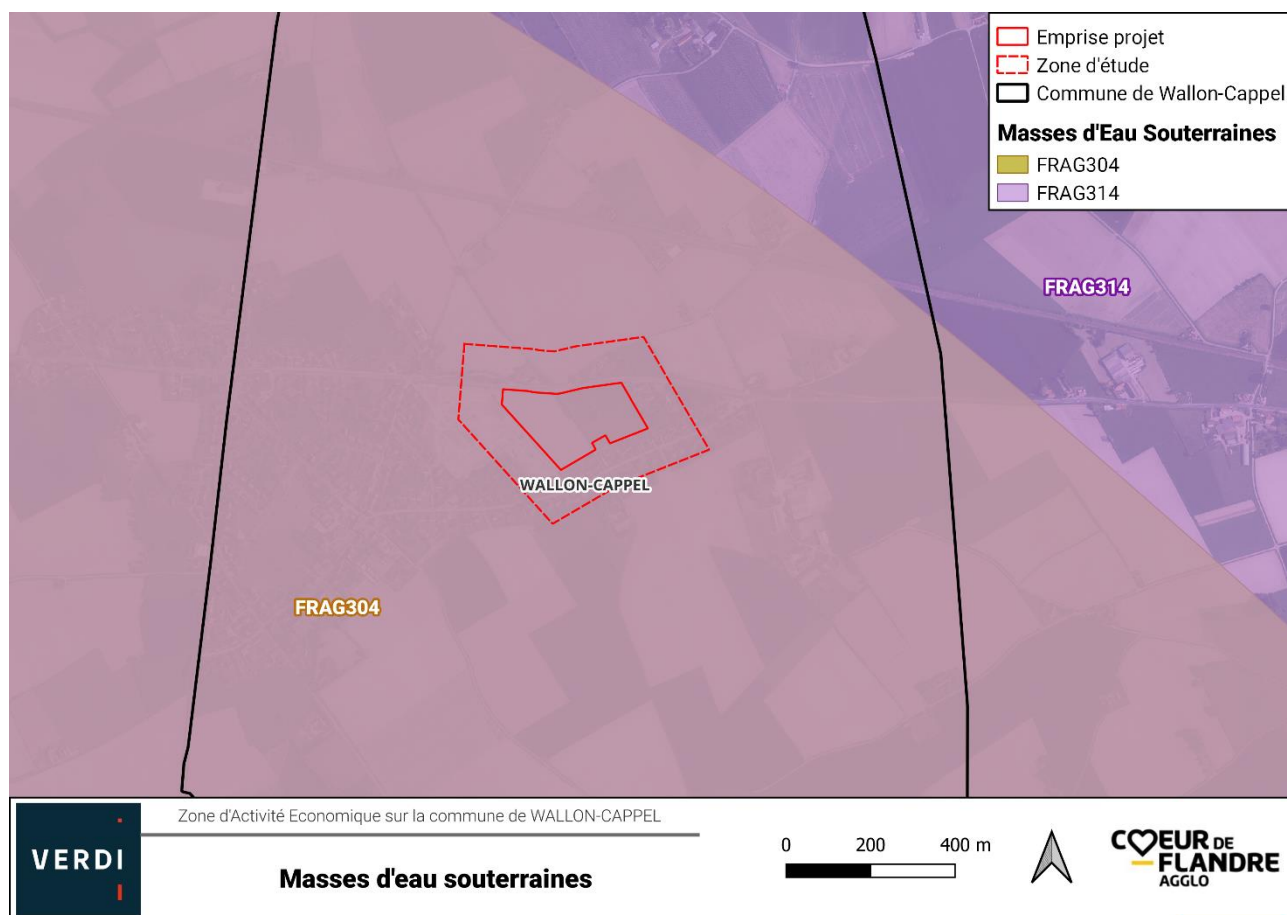 Emprise projet
Zone d'étude
Commune de Wallon-Cappel
Masses d'Eau Souterraines
FRAG304
FRAG314
FRAG314
WALLON-CAPPEL
FRAG304
VERDI
Zone d'Activité Economique sur la commune de WALLON-CAPPEL
Masses d'eau souterraines
0 200 400 m
CŒUR DE
FLANDRE
AGGLO